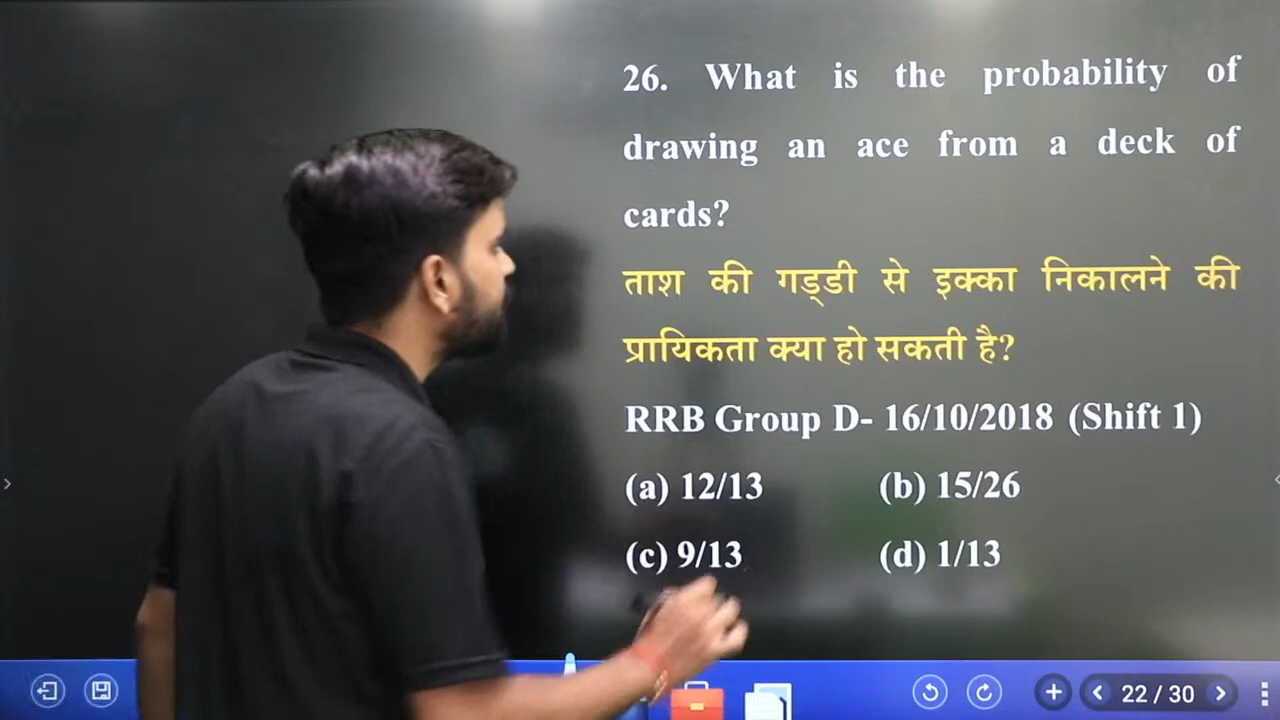 26. What is the probability of
drawing an ace from a deck of
cards?
ताश की गड्डी से इक्का निकालने की
प्रायिकता क्या हो सकती है?
RRB Group D- 16/10/2018 (Shift 1)
(a) 12/13 (b) 15/26
(c) 9/13 (d) 1/13
22 / 30